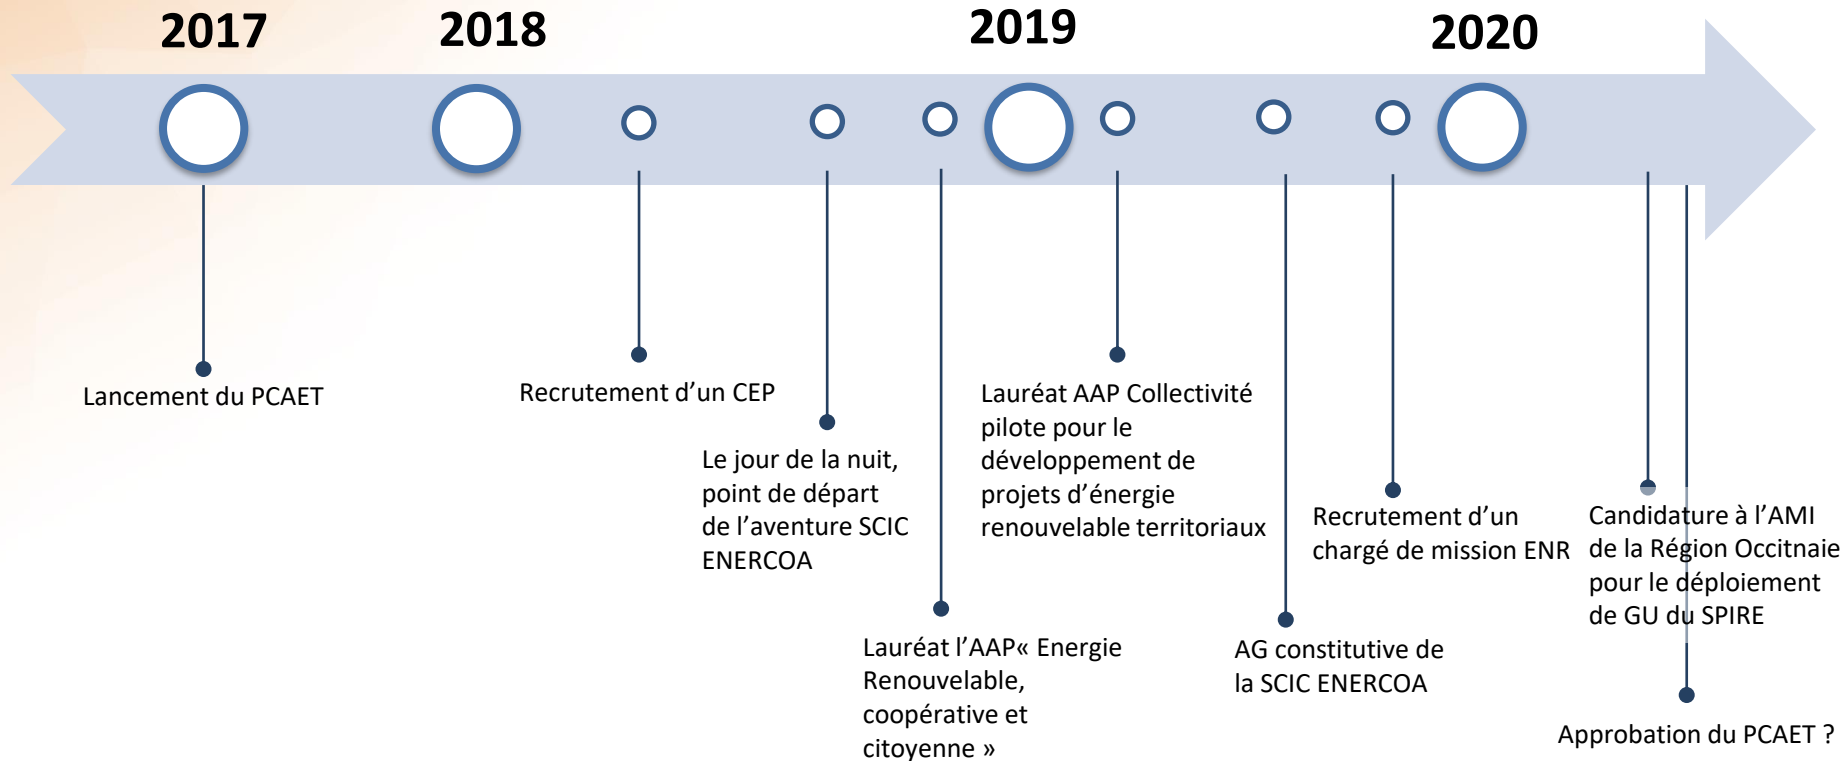 2017
2018
2019
2020
Lancement du PCAET
Recrutement d’un CEP
Le jour de la nuit,
point de départ
de l’aventure SCIC
ENERCOA
Lauréat l’AAP« Energie
Renouvelable,
coopérative et
citoyenne »
Lauréat AAP Collectivité
pilote pour le
développement de
projets d’énergie
renouvelable territoriaux
AG constitutive de
la SCIC ENERCOA
Recrutement d’un
chargé de mission ENR
Candidature à l’AMI
de la Région Occitnaie
pour le déploiement
de GU du SPIRE
Approbation du PCAET ?